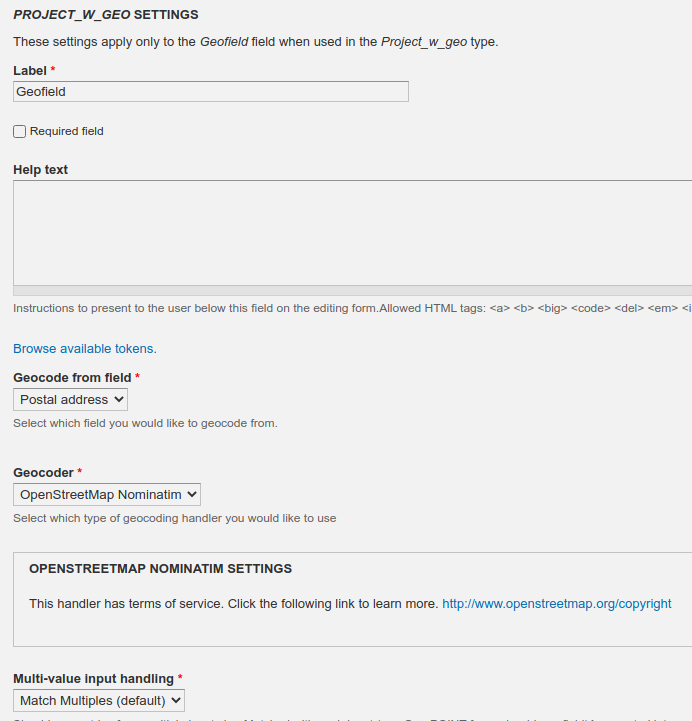 PROJECT_W_GEO SETTINGS
These settings apply only to the Geofield field when used in the Project_w_geo type.
Label *
Geofield
Required field
Help text
Instructions to present to the user below this field on the editing form.Allowed HTML tags: <a> <b> <big> <code> <del> <em> <i
Browse available tokens.
Geocode from field *
Postal address
Select which field you would like to geocode from.
Geocoder *
OpenStreetMap Nominatim
Select which type of geocoding handler you would like to use
OPENSTREETMAP NOMINATIM SETTINGS
This handler has terms of service. Click the following link to learn more. http://www.openstreetmap.org/copyright
Multi-value input handling *
Match Multiples (default)